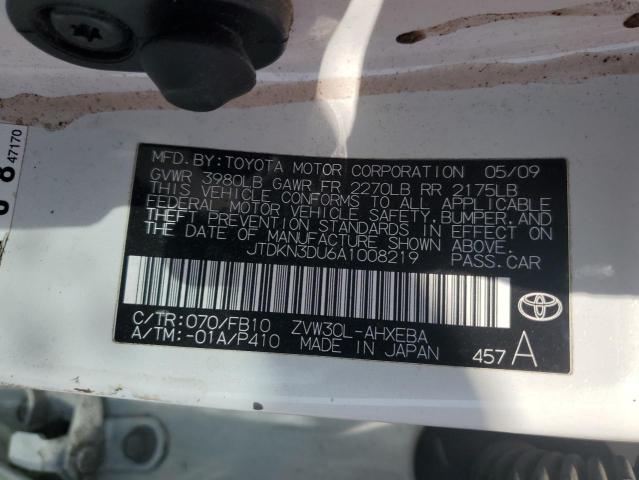 MFD.BY:TOYOTA MOTOR CORPORATION 05/09
GVWR 3980LB GAWR FR 2270LB RR 2175LB
THIS VEHICLE CONFORMS TO ALL APPLICABLE
FEDERAL MOTOR VEHICLE SAFETY,BUMPER,AND
THEFT PREVENTION STANDARDS IN EFFECT ON
THE DATE OF MANUFACTURE SHOWN ABOVE.
JTDKN3DU6A1008219 PASS.CAR
C/TR:070/FB10 ZVW30L-AHXEBA
A/TM:-01A/P410 MADE IN JAPAN
457 A
8 47170